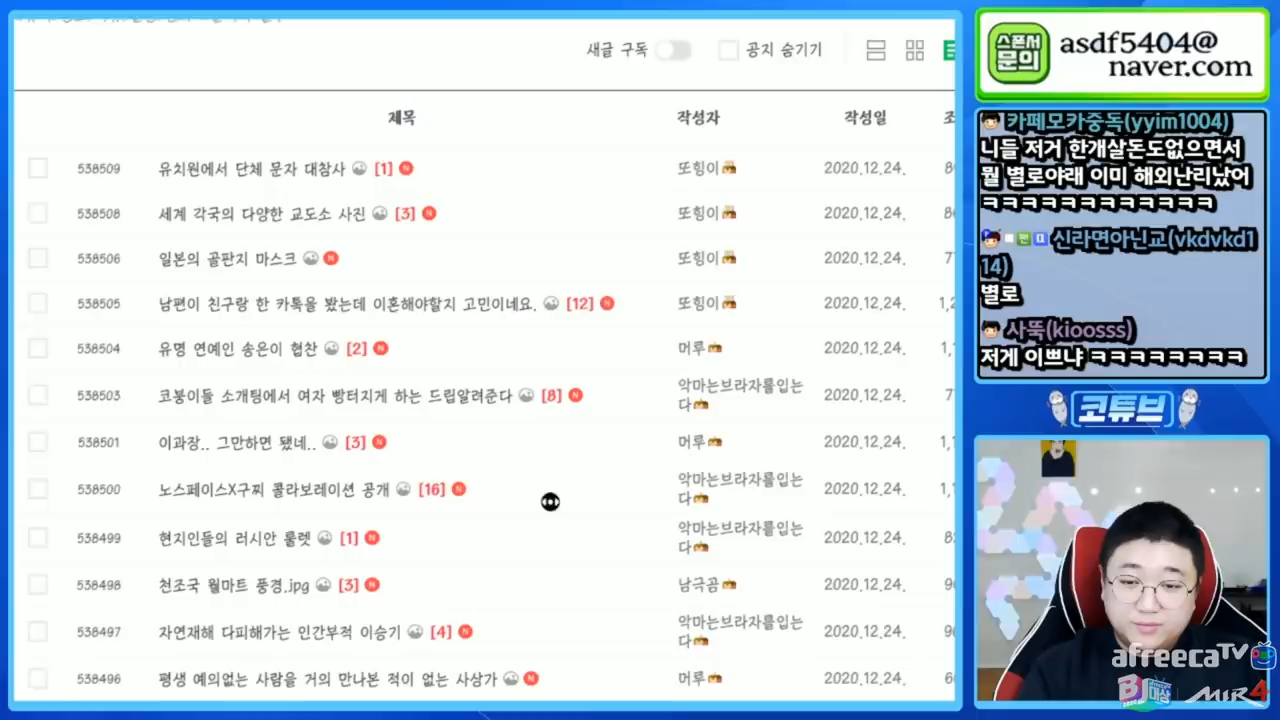 새글 구독 공지 숨기기
제목 작성자 작성일
538509 유치원에서 단체 문자 대참사 [1] N 또힝이 2020.12.24.
538508 세계 각국의 다양한 교도소 사진 [3] N 또힝이 2020.12.24.
538506 일본의 골판지 마스크 N 또힝이 2020.12.24.
538505 남편이 친구랑 한 카톡을 봤는데 이혼해야할지 고민이네요. [12] N 또힝이 2020.12.24.
538504 유명 연예인 송은이 협찬 [2] N 머루 2020.12.24.
538503 코봉이들 소개팅에서 여자 빵터지게 하는 드립알려준다 [8] N 악마는브라자를입는
다 2020.12.24.
538501 이과장.. 그만하면 됐네.. [3] N 머루 2020.12.24.
538500 노스페이스X구찌 콜라보레이션 공개 [16] N 악마는브라자를입는
다 2020.12.24.
538499 현지인들의 러시안 룰렛 [1] N 악마는브라자를입는
다 2020.12.24.
538498 천조국 월마트 풍경.jpg [3] N 남극곰 2020.12.24.
538497 자연재해 다피해가는 인간부적 이승기 [4] N 악마는브라자를입는
다 2020.12.24.
538496 평생 예의없는 사람을 거의 만나본 적이 없는 사상가 N 머루 2020.12.24.
스폰서
문의
asdf5404@
naver.com
카페모카중독(yyim1004)
니들 저거 한개살돈도없으면서
뭘 별로야래 이미 해외난리났어
ㅋㅋㅋㅋㅋㅋㅋㅋㅋㅋㅋㅋ
팬 신라면아닌교(vkdvkd1
14)
별로
사뚝(kioosss)
저게 이쁘냐 ㅋㅋㅋㅋㅋㅋㅋㅋ
코튜브
afreecaTV
BJ대상 MIR4